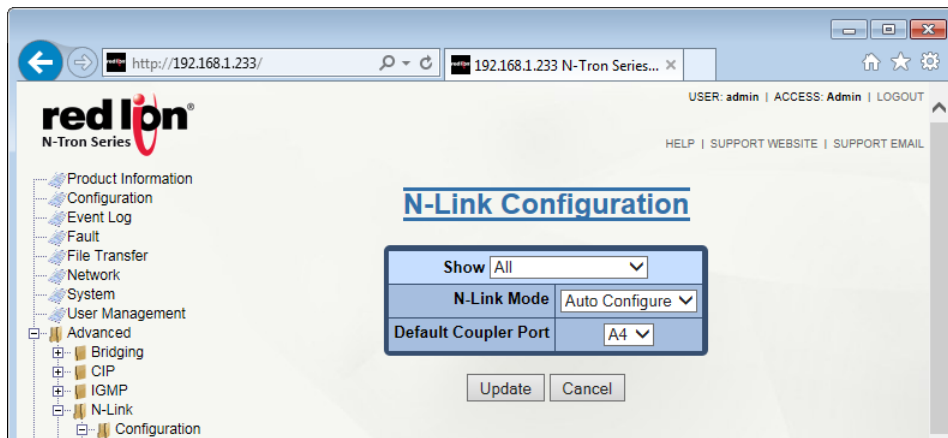 http://192.168.1.233/
192.168.1.233 N-Tron Series...
red lion®
N-Tron Series
USER: admin | ACCESS: Admin | LOGOUT
HELP | SUPPORT WEBSITE | SUPPORT EMAIL
Product Information
Configuration
Event Log
Fault
File Transfer
Network
System
User Management
Advanced
Bridging
CIP
IGMP
N-Link
Configuration
N-Link Configuration
Show All
N-Link Mode Auto Configure
Default Coupler Port A4
Update Cancel